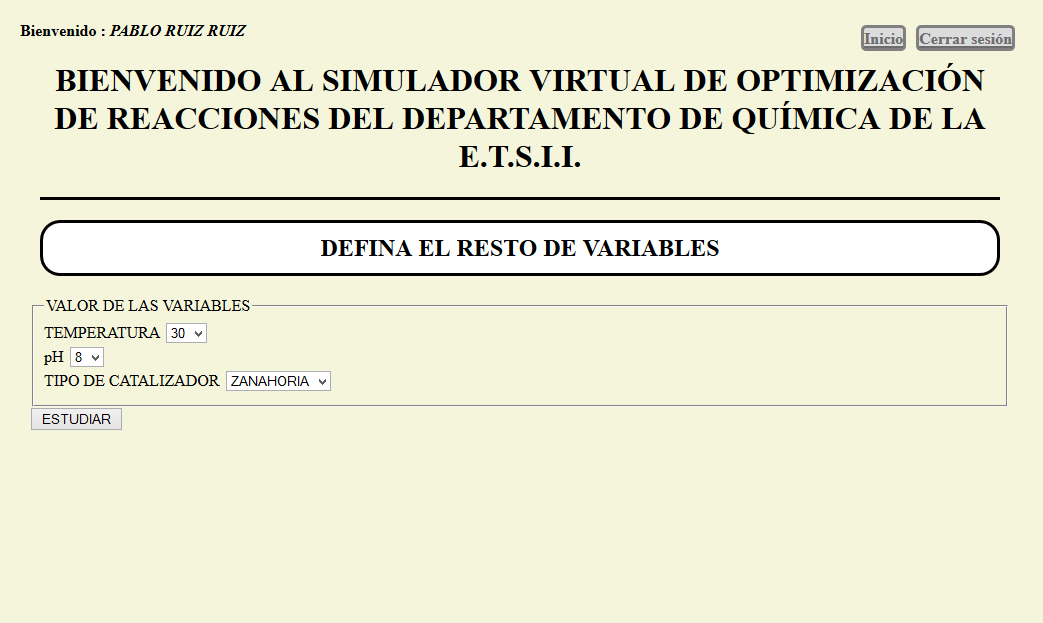 Bienvenido : PABLO RUIZ RUIZ
Inicio Cerrar sesión
BIENVENIDO AL SIMULADOR VIRTUAL DE OPTIMIZACIÓN
DE REACCIONES DEL DEPARTAMENTO DE QUÍMICA DE LA
E.T.S.I.I.
DEFINA EL RESTO DE VARIABLES
VALOR DE LAS VARIABLES
TEMPERATURA 30
pH 8
TIPO DE CATALIZADOR ZANAHORIA
ESTUDIAR